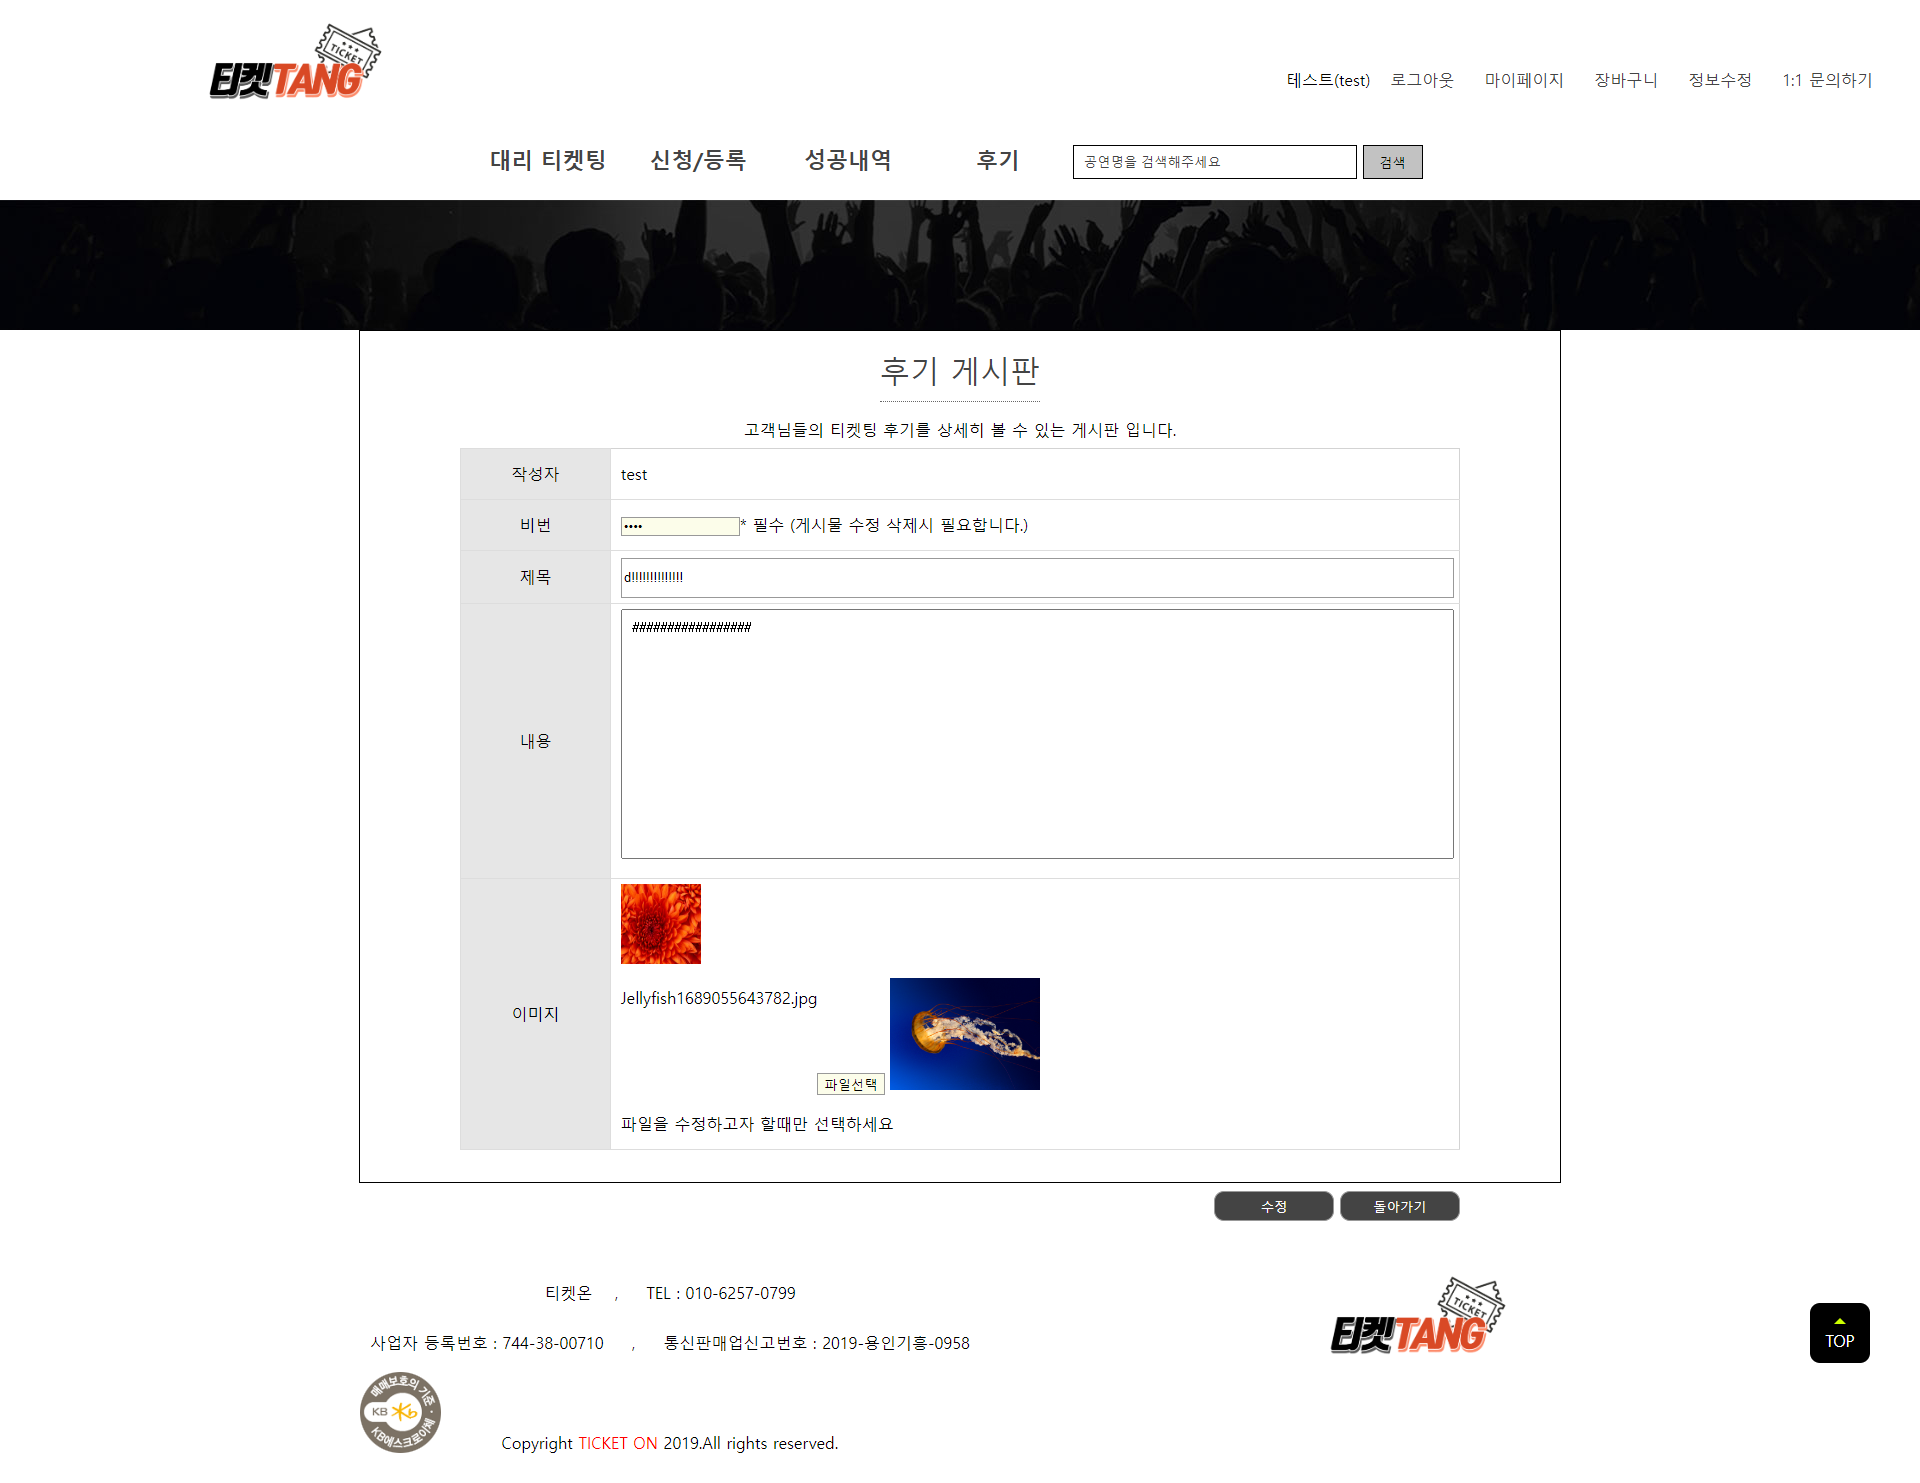 티켓TANG
TICKET
테스트(test) 로그아웃 마이페이지 장바구니 정보수정 1:1 문의하기
대리 티켓팅 신청/등록 성공내역 후기 공연명을 검색해주세요 검색
후기 게시판
고객님들의 티켓팅 후기를 상세히 볼 수 있는 게시판 입니다.
작성자 test
비번 ••••* 필수 (게시물 수정 삭제시 필요합니다.)
제목 d!!!!!!!!!!!!!!
내용 #################
이미지
Jellyfish1689055643782.jpg
파일선택
파일을 수정하고자 할때만 선택하세요
수정 돌아가기
티켓온 , TEL : 010-6257-0799
사업자 등록번호 : 744-38-00710 , 통신판매업신고번호 : 2019-용인기흥-0958
티켓TANG
TICKET
TOP
매매보호의 기준
KB
KB에스크로이체
Copyright TICKET ON 2019.All rights reserved.